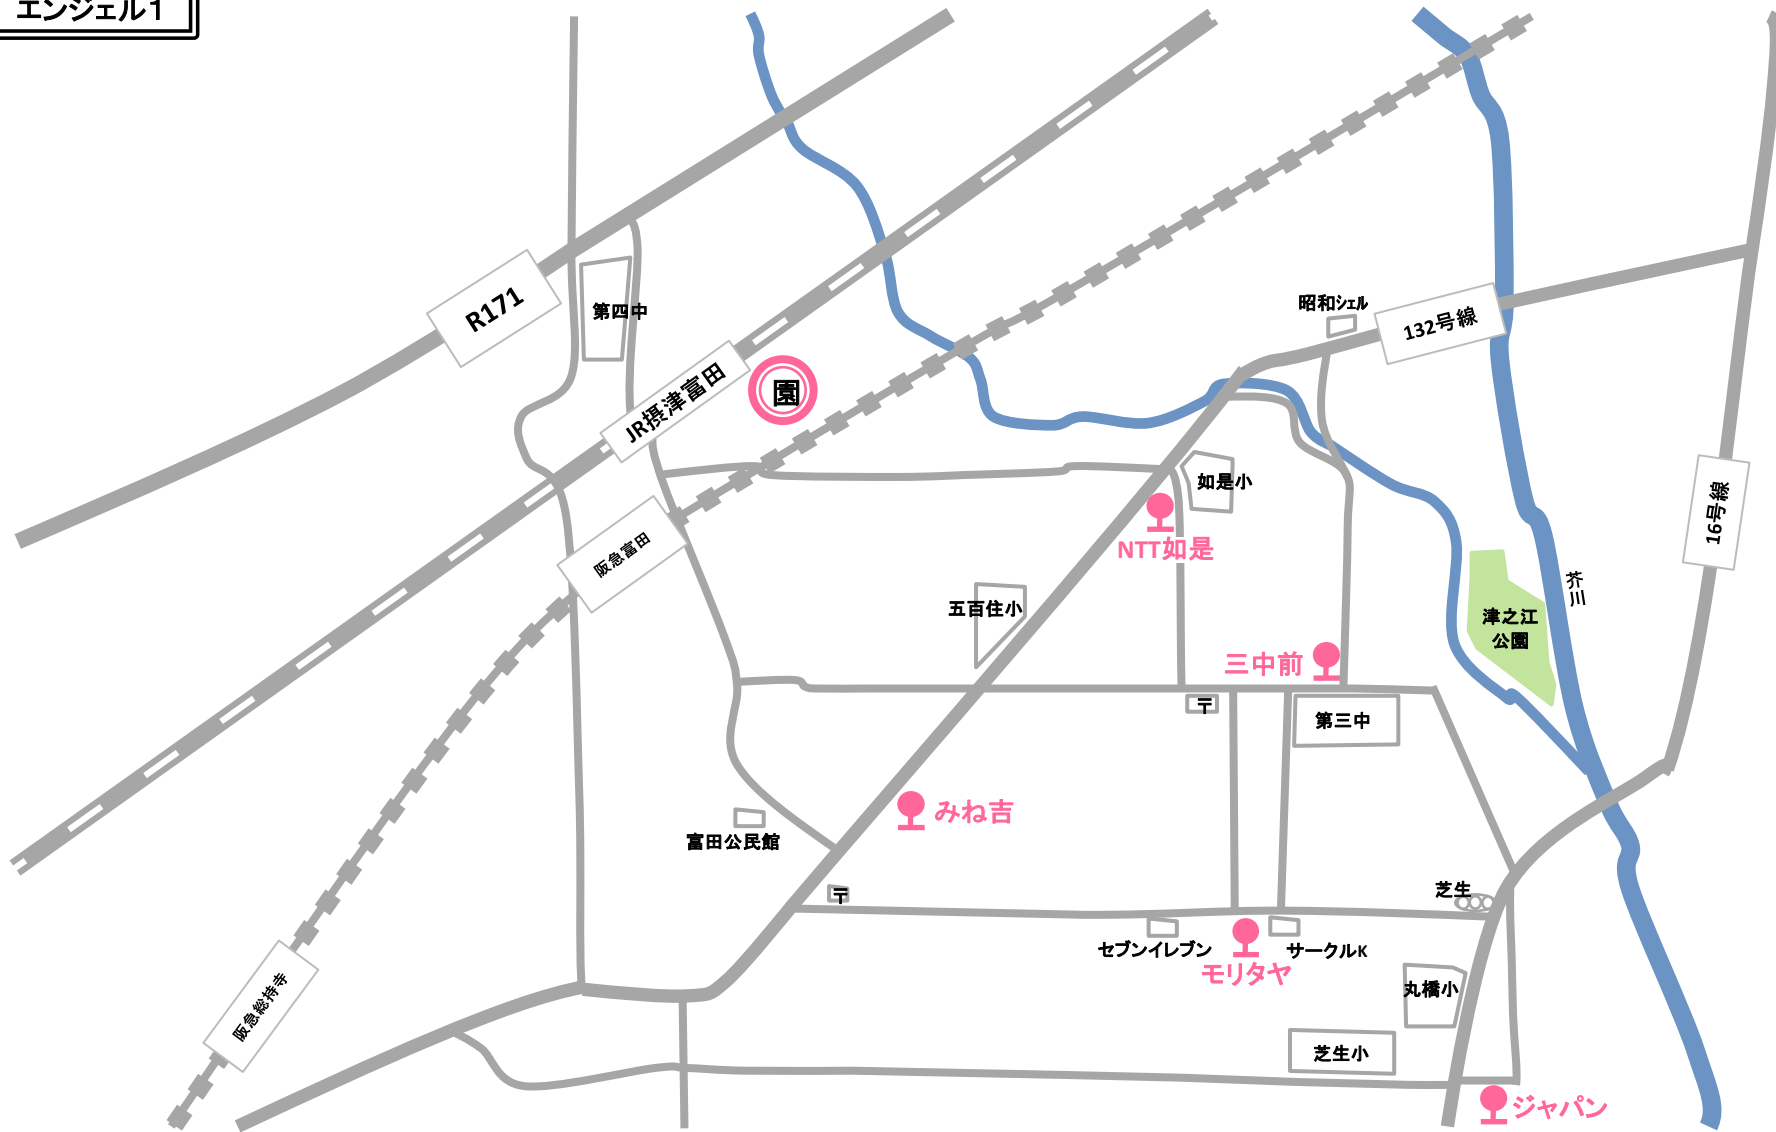 エンジェル1
R171
第四中
昭和シェル
132号線
JR摂津富田
園
如是小
16号線
NTT如是
阪急富田
芥川
五百住小
津之江
公園
三中前
〒
第三中
みね吉
富田公民館
〒
芝生
セブンイレブン
サークルK
モリタヤ
丸橋小
阪急総持寺
芝生小
ジャパン